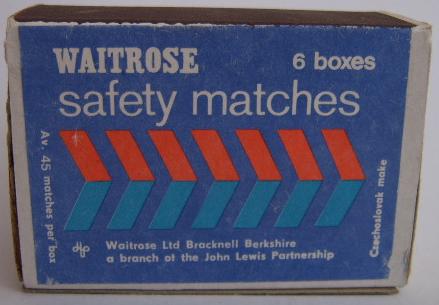 WAITROSE
6 boxes
safety matches
Av. 45 matches per box
Czechoslovak make
Waitrose Ltd Bracknell Berkshire
a branch of the John Lewis Partnership